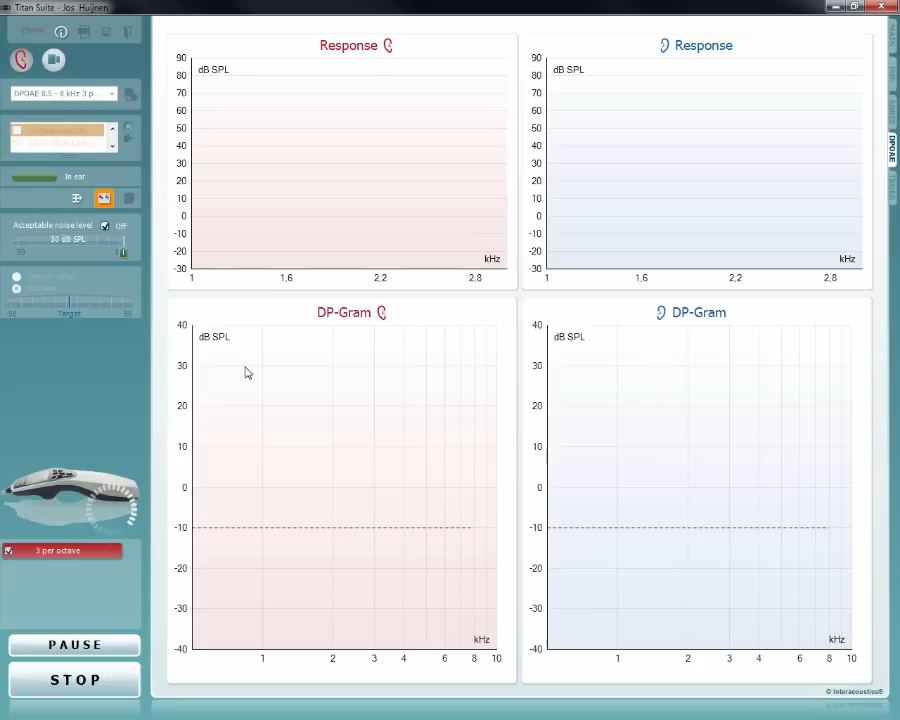 Titan Suite - Jos Huijnen
DPOAE 0.5 - 8 kHz 3 p...
In ear
Acceptable noise level
Off
30 dB SPL
-30
3
-50
Target
50
3 per octave
PAUSE
STOP
Response
dB SPL
90
80
70
60
50
40
30
20
10
0
-10
-20
-30
kHz
1
1,6
2,2
2,8
Response
dB SPL
90
80
70
60
50
40
30
20
10
0
-10
-20
-30
kHz
1
1,6
2,2
2,8
DP-Gram
dB SPL
40
30
20
10
0
-10
-20
-30
-40
kHz
1
2
3
4
6
8
10
DP-Gram
dB SPL
40
30
20
10
0
-10
-20
-30
-40
kHz
1
2
3
4
6
8
10
MAIN
IMP
DPOAE
© Interacoustics®